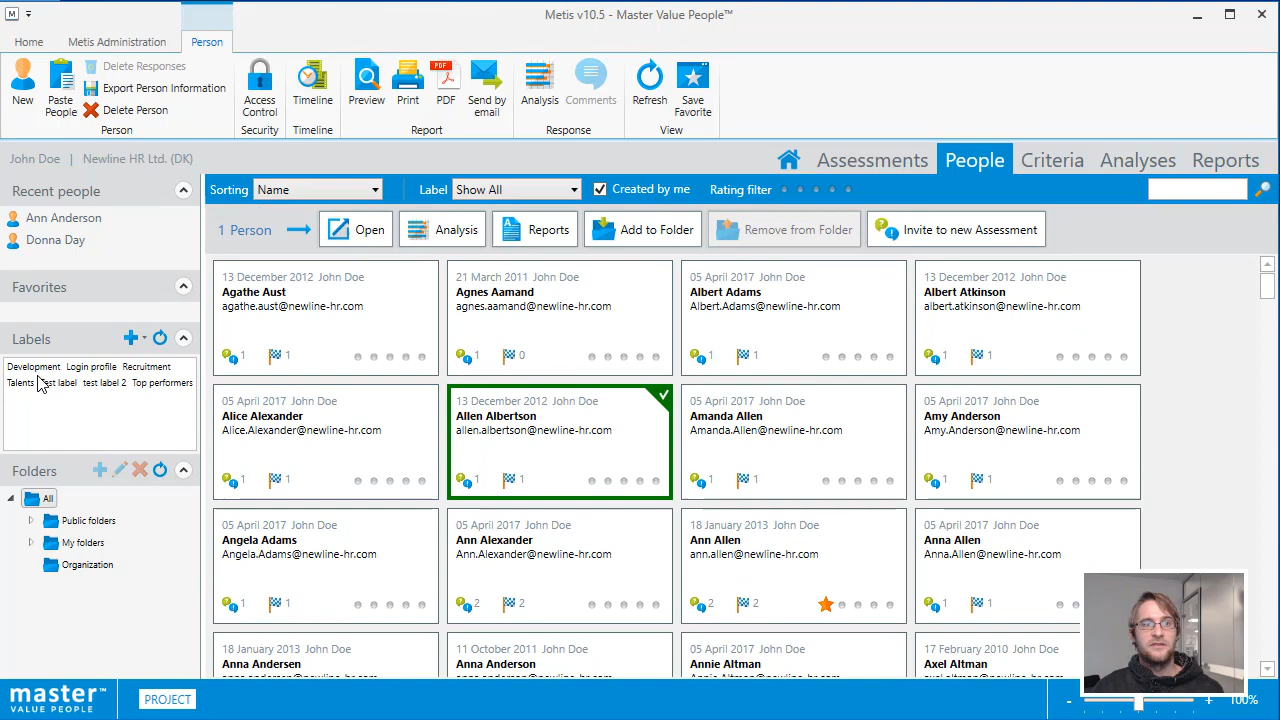 M
Metis v10.5 - Master Value People™
Home Metis Administration Person
New
Paste People
Delete Responses
Export Person Information
Delete Person
Person
Access Control
Security
Timeline
Timeline
Preview
Print
PDF
PDF
Send by email
Report
Analysis
Comments
Response
Refresh
Save Favorite
View
John Doe | Newline HR Ltd. (DK)
Assessments People Criteria Analyses Reports
Recent people
Ann Anderson
Donna Day
Favorites
Labels
Development Login profile Recruitment
Talents test label test label 2 Top performers
Folders
All
Public folders
My folders
Organization
Sorting Name Label Show All Created by me Rating filter
1 Person Open Analysis Reports Add to Folder Remove from Folder Invite to new Assessment
13 December 2012 John Doe
Agathe Aust
agathe.aust@newline-hr.com
1 1
21 March 2011 John Doe
Agnes Aamand
agnes.aamand@newline-hr.com
1 0
05 April 2017 John Doe
Albert Adams
Albert.Adams@newline-hr.com
1 1
13 December 2012 John Doe
Albert Atkinson
albert.atkinson@newline-hr.com
1 1
05 April 2017 John Doe
Alice Alexander
Alice.Alexander@newline-hr.com
1 1
13 December 2012 John Doe
Allen Albertson
allen.albertson@newline-hr.com
1 1
05 April 2017 John Doe
Amanda Allen
Amanda.Allen@newline-hr.com
1 1
05 April 2017 John Doe
Amy Anderson
Amy.Anderson@newline-hr.com
1 1
05 April 2017 John Doe
Angela Adams
Angela.Adams@newline-hr.com
1 1
05 April 2017 John Doe
Ann Alexander
Ann.Alexander@newline-hr.com
2 2
18 January 2013 John Doe
Ann Allen
ann.allen@newline-hr.com
2 2
05 April 2017 John Doe
Anna Allen
Anna.Allen@newline-hr.com
1 1
18 January 2013 John Doe
Anna Andersen
11 October 2011 John Doe
Anna Anderson
05 April 2017 John Doe
Annie Altman
17 February 2010 John Doe
Axel Altman
master™
VALUE PEOPLE
PROJECT
- + 100%